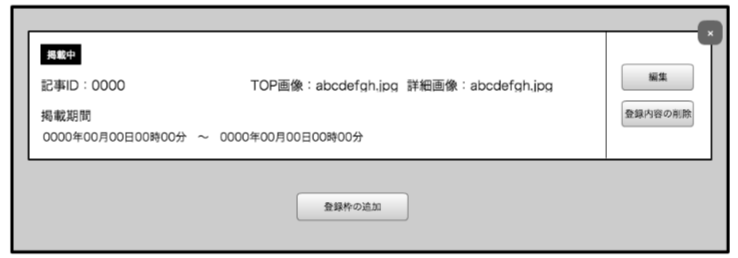 ×
掲載中
編集
記事ID：0000 TOP画像：abcdefgh.jpg 詳細画像：abcdefgh.jpg
登録内容の削除
掲載期間
0000年00月00日00時00分 ～ 0000年00月00日00時00分
登録枠の追加